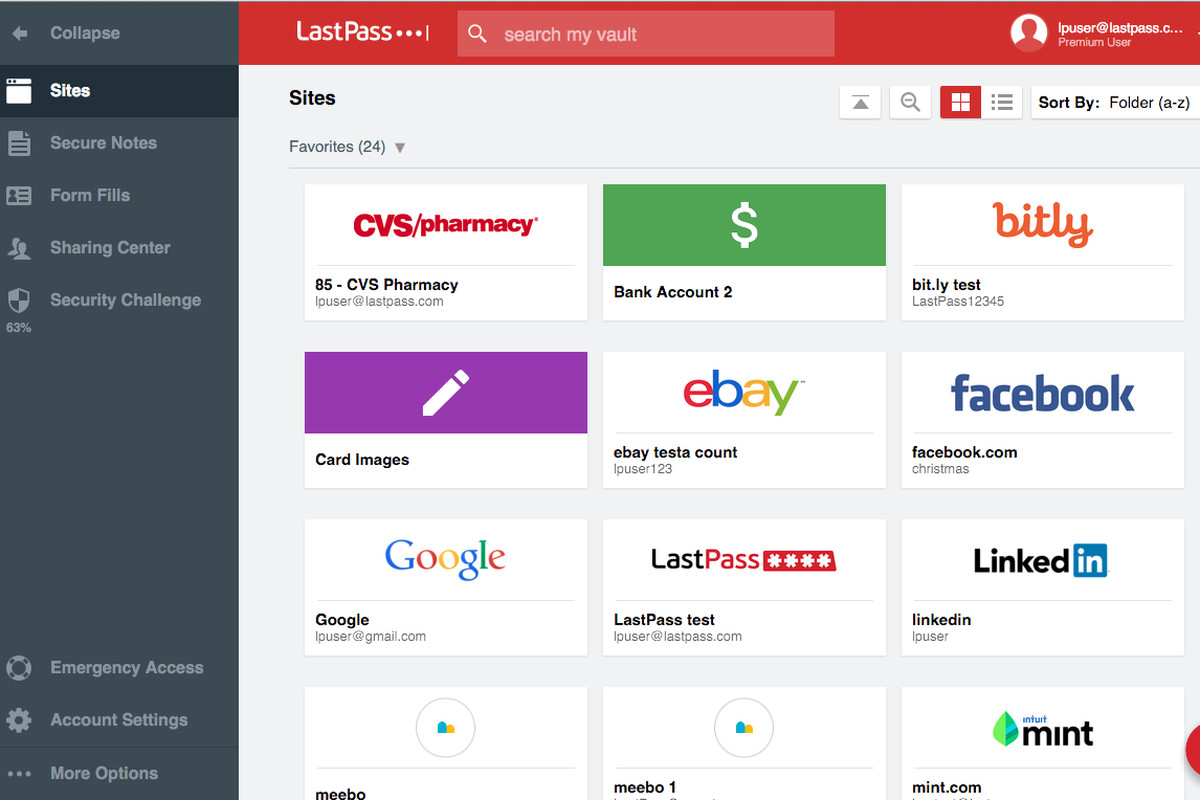 Collapse
LastPass
search my vault
lpuser@lastpass.c...
Premium User
Sites
Secure Notes
Form Fills
Sharing Center
Security Challenge
63%
Emergency Access
Account Settings
More Options
Sites
Sort By: Folder (a-z)
Favorites (24)
CVS/pharmacy
85 - CVS Pharmacy
lpuser@lastpass.com
$
Bank Account 2
bitly
bit.ly test
LastPass12345
Card Images
ebay™
ebay testa count
lpuser123
facebook
facebook.com
christmas
Google
Google
lpuser@gmail.com
LastPass ****
LastPass test
lpuser@lastpass.com
Linked in
linkedin
lpuser
meebo
meebo 1
intuit
mint
mint.com